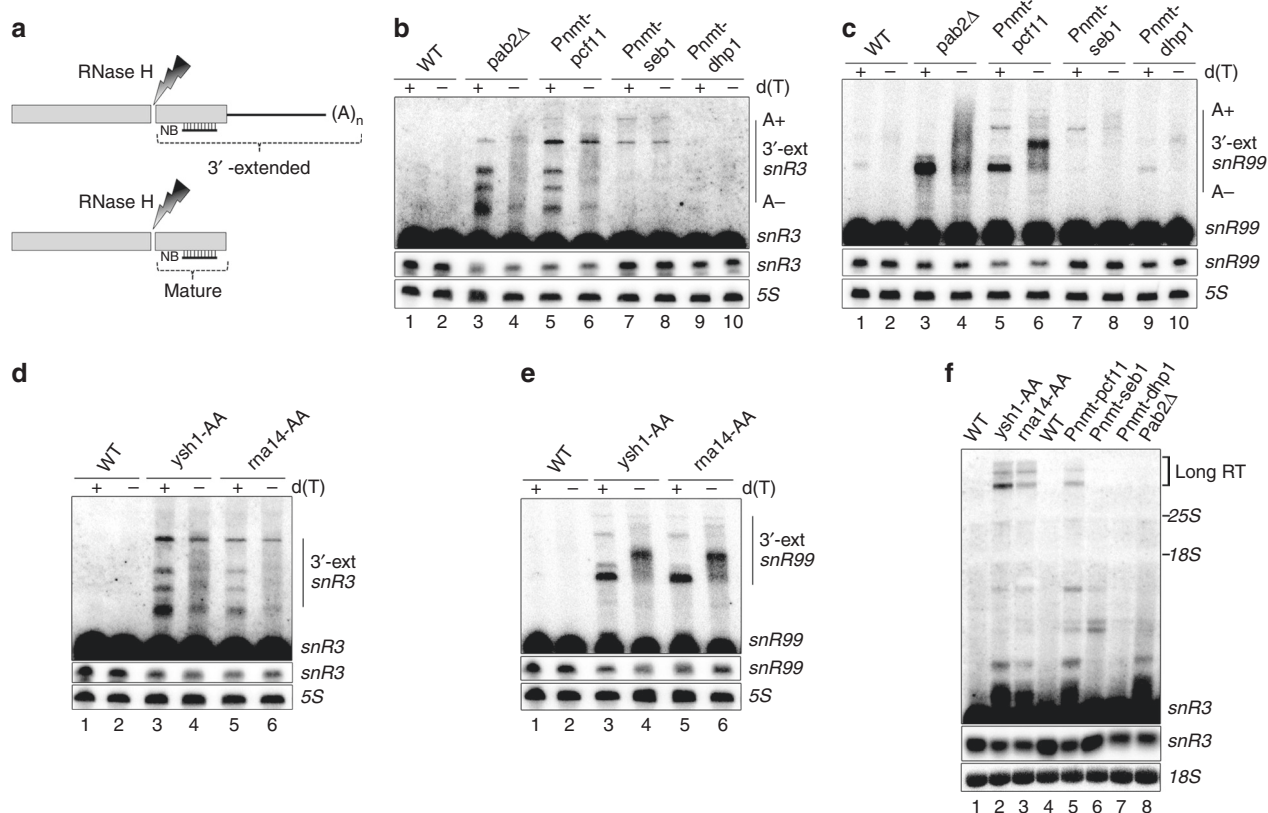 a
RNase H
NB
(A)n
3′ -extended
RNase H
NB
Mature
b
WT
pab2Δ
Pnmt-
pcf11
Pnmt-
seb1
Pnmt-
dhp1
+ − + − + − + − + − d(T)
A+
3′-ext
snR3
A−
snR3
snR3
5S
1 2 3 4 5 6 7 8 9 10
c
WT
pab2Δ
Pnmt-
pcf11
Pnmt-
seb1
Pnmt-
dhp1
+ − + − + − + − + − d(T)
A+
3′-ext
snR99
A−
snR99
snR99
5S
1 2 3 4 5 6 7 8 9 10
d
WT
ysh1-AA
rna14-AA
+ − + − + − d(T)
3′-ext
snR3
snR3
snR3
5S
1 2 3 4 5 6
e
WT
ysh1-AA
rna14-AA
+ − + − + − d(T)
3′-ext
snR99
snR99
snR99
5S
1 2 3 4 5 6
f
WT
ysh1-AA
rna14-AA
WT
Pnmt-pcf11
Pnmt-seb1
Pnmt-dhp1
Pab2Δ
Long RT
25S
18S
snR3
snR3
18S
1 2 3 4 5 6 7 8